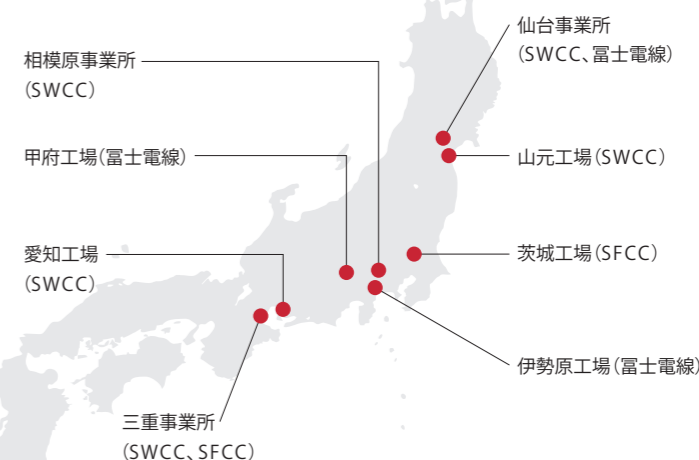 仙台事業所
(SWCC、冨士電線)
相模原事業所
(SWCC)
甲府工場(冨士電線)
山元工場(SWCC)
愛知工場
(SWCC)
茨城工場(SFCC)
伊勢原工場(冨士電線)
三重事業所
(SWCC、SFCC)